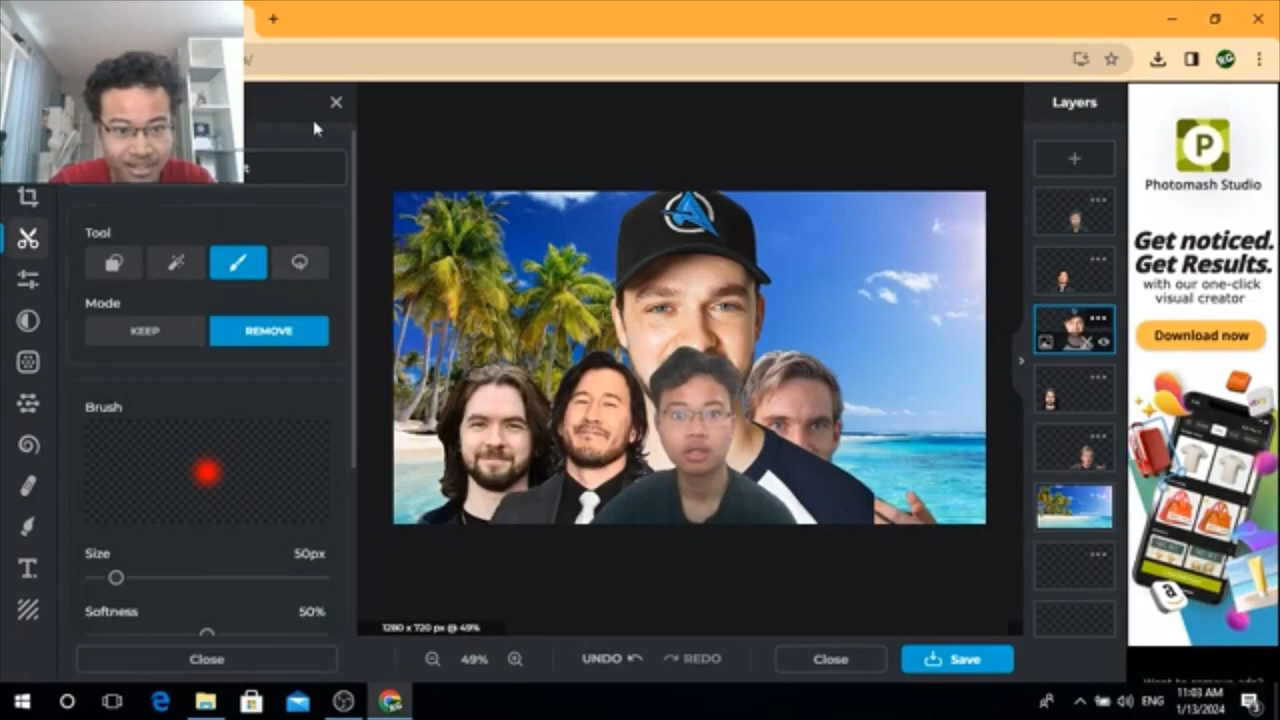 Layers
Photomash Studio
Get noticed.
Get Results.
with our one-click
visual creator
Download now
Tool
Mode
KEEP
REMOVE
Brush
Size
50px
Softness
50%
Close
1280 x 720 px @ 49%
49%
UNDO
REDO
Close
Save
ENG
11:03 AM
1/13/2024